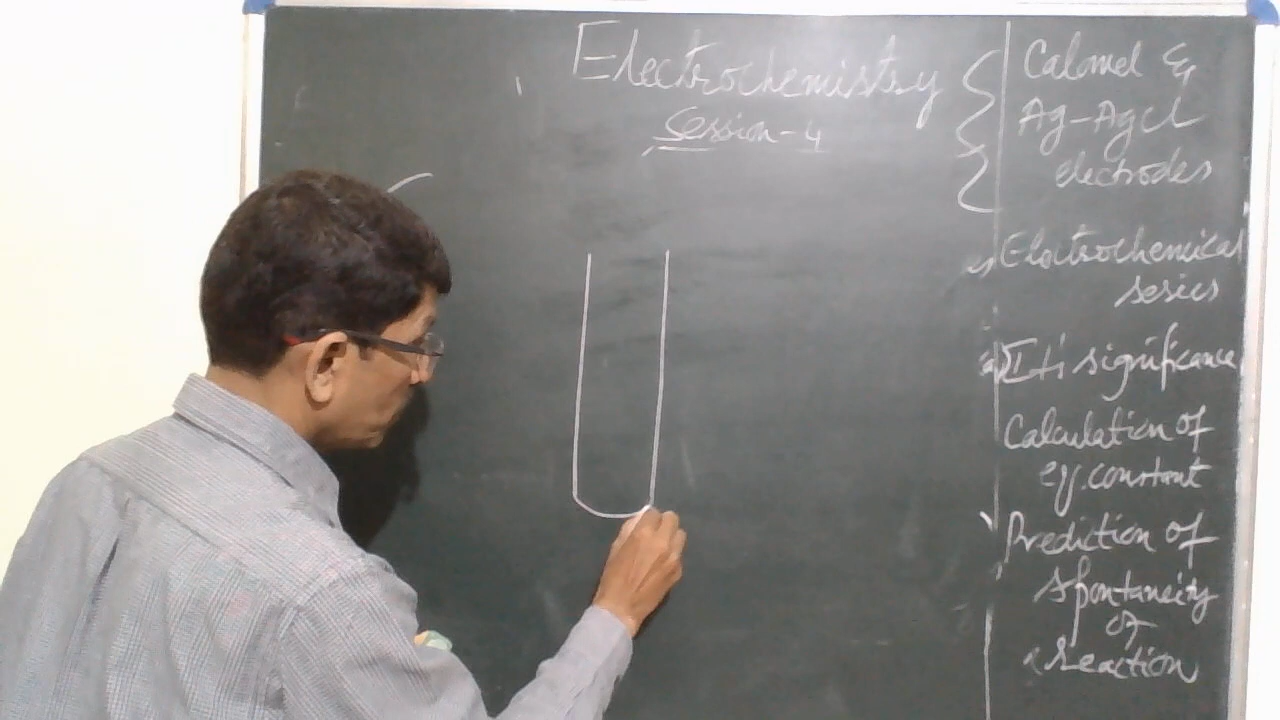 Electrochemistry
Session-4
Calomel &
Ag-AgCl
electrodes
Electrochemical
series
Its significance
Calculation of
eq. constant
Prediction of
spontaneity
of
reaction